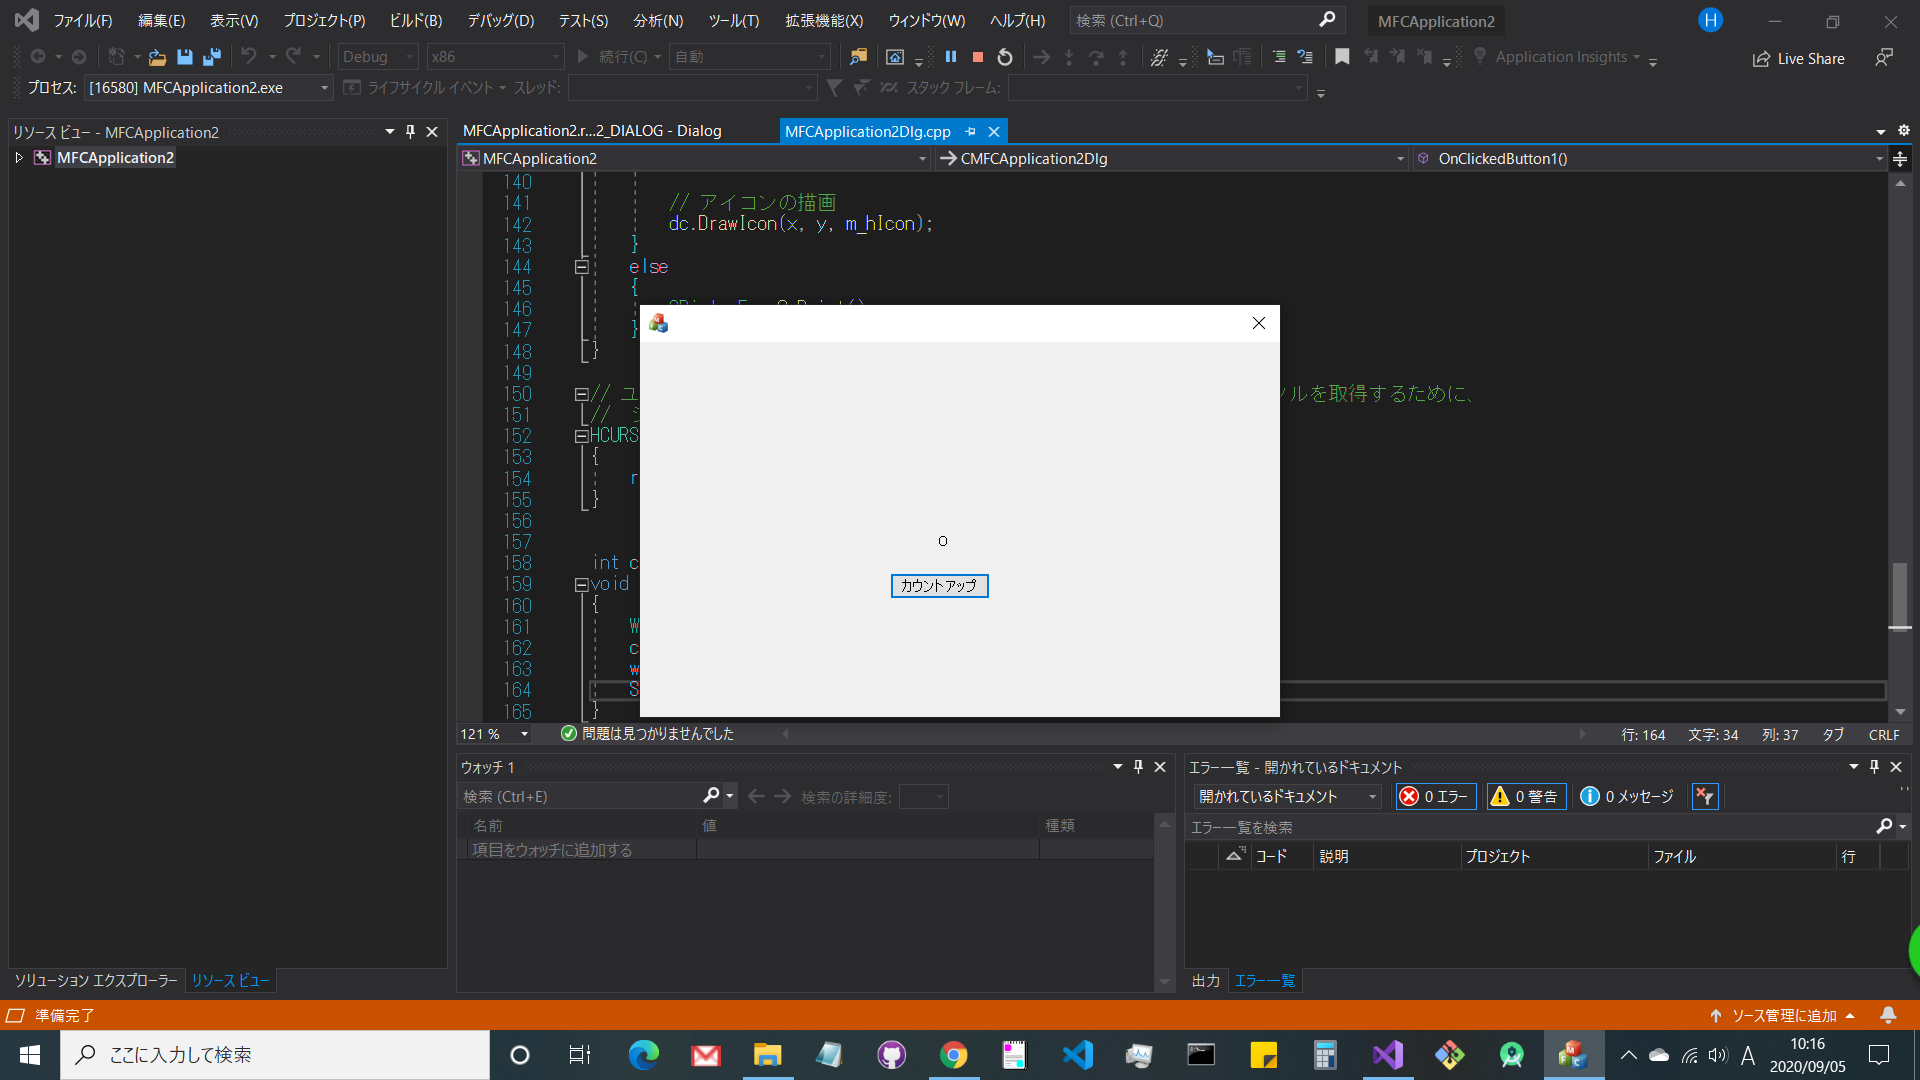 ファイル(F) 編集(E) 表示(V) プロジェクト(P) ビルド(B) デバッグ(D) テスト(S) 分析(N) ツール(T) 拡張機能(X) ウィンドウ(W) ヘルプ(H) 検索 (Ctrl+Q) MFCApplication2 H
Debug x86 続行(C) 自動 Application Insights Live Share
プロセス: [16580] MFCApplication2.exe ライフサイクル イベント スレッド: スタック フレーム:
リソース ビュー - MFCApplication2
MFCApplication2
MFCApplication2.r...2_DIALOG - Dialog MFCApplication2Dlg.cpp
MFCApplication2 CMFCApplication2Dlg OnClickedButton1()
140
141 // アイコンの描画
142 dc.DrawIcon(x, y, m_hIcon);
143 }
144 else
145 {
146
147 }
148 }
149
150 // ユ ソルを取得するために、
151 //
152 HCURS
153 {
154 r
155 }
156
157
158 int c
159 void
160 {
161 W
162 c
163 w
164 S
165 }
0
カウントアップ
121 % 問題は見つかりませんでした 行: 164 文字: 34 列: 37 タブ CRLF
ウォッチ 1
検索 (Ctrl+E) 検索の詳細度:
名前 値 種類
項目をウォッチに追加する
エラー一覧 - 開かれているドキュメント
開かれているドキュメント 0 エラー 0 警告 0 メッセージ
エラー一覧を検索
コード 説明 プロジェクト ファイル 行
ソリューション エクスプローラー リソース ビュー
出力 エラー一覧
準備完了 ソース管理に追加
ここに入力して検索
A
10:16
2020/09/05